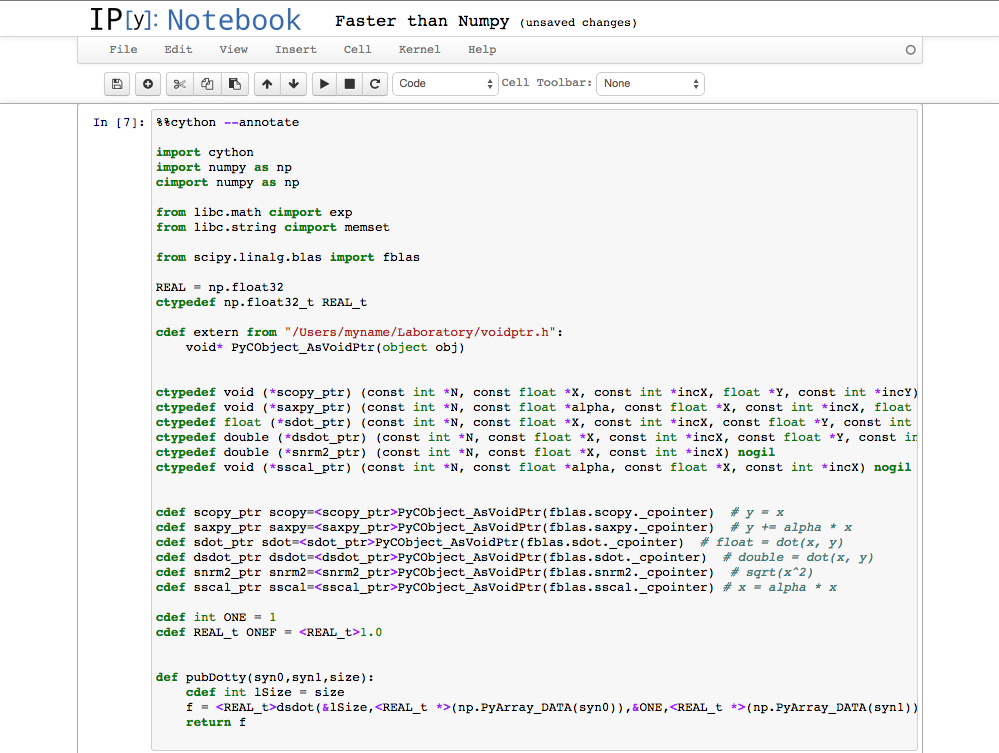 IP[y]: Notebook Faster than Numpy (unsaved changes)
File Edit View Insert Cell Kernel Help
Code Cell Toolbar: None
In [7]: %%cython --annotate
import cython
import numpy as np
cimport numpy as np
from libc.math cimport exp
from libc.string cimport memset
from scipy.linalg.blas import fblas
REAL = np.float32
ctypedef np.float32_t REAL_t
cdef extern from "/Users/myname/Laboratory/voidptr.h":
    void* PyCObject_AsVoidPtr(object obj)
ctypedef void (*scopy_ptr) (const int *N, const float *X, const int *incX, float *Y, const int *incY)
ctypedef void (*saxpy_ptr) (const int *N, const float *alpha, const float *X, const int *incX, float
ctypedef float (*sdot_ptr) (const int *N, const float *X, const int *incX, const float *Y, const int
ctypedef double (*dsdot_ptr) (const int *N, const float *X, const int *incX, const float *Y, const in
ctypedef double (*snrm2_ptr) (const int *N, const float *X, const int *incX) nogil
ctypedef void (*sscal_ptr) (const int *N, const float *alpha, const float *X, const int *incX) nogil
cdef scopy_ptr scopy=<scopy_ptr>PyCObject_AsVoidPtr(fblas.scopy._cpointer)  # y = x
cdef saxpy_ptr saxpy=<saxpy_ptr>PyCObject_AsVoidPtr(fblas.saxpy._cpointer)  # y += alpha * x
cdef sdot_ptr sdot=<sdot_ptr>PyCObject_AsVoidPtr(fblas.sdot._cpointer)  # float = dot(x, y)
cdef dsdot_ptr dsdot=<dsdot_ptr>PyCObject_AsVoidPtr(fblas.sdot._cpointer)  # double = dot(x, y)
cdef snrm2_ptr snrm2=<snrm2_ptr>PyCObject_AsVoidPtr(fblas.snrm2._cpointer)  # sqrt(x^2)
cdef sscal_ptr sscal=<sscal_ptr>PyCObject_AsVoidPtr(fblas.sscal._cpointer) # x = alpha * x
cdef int ONE = 1
cdef REAL_t ONEF = <REAL_t>1.0
def pubDotty(syn0,syn1,size):
    cdef int lSize = size
    f = <REAL_t>dsdot(&lSize,<REAL_t *>(np.PyArray_DATA(syn0)),&ONE,<REAL_t *>(np.PyArray_DATA(syn1))
    return f